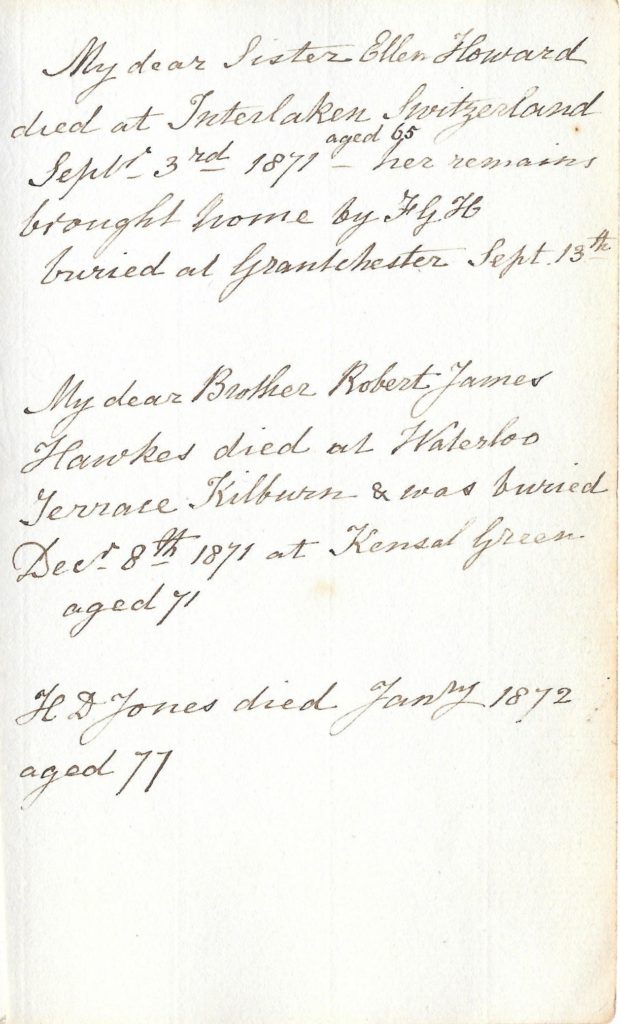 My dear Sister Ellen Howard
died at Interlaken Switzerland
Septr 3rd 1871 aged 65 – her remains
brought home by F G H
buried at Grantchester Sept. 13th
My dear Brother Robert James
Hawkes died at Waterloo
Terrace Kilburn & was buried
Decr 8th 1871 at Kensal Green
aged 71
H D Jones died Jany 1872
aged 77